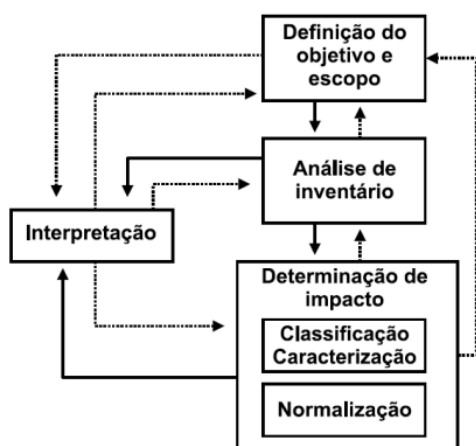 Definição do
objetivo e
escopo
Análise de
inventário
Interpretação
Determinação de
impacto
Classificação
Caracterização
Normalização